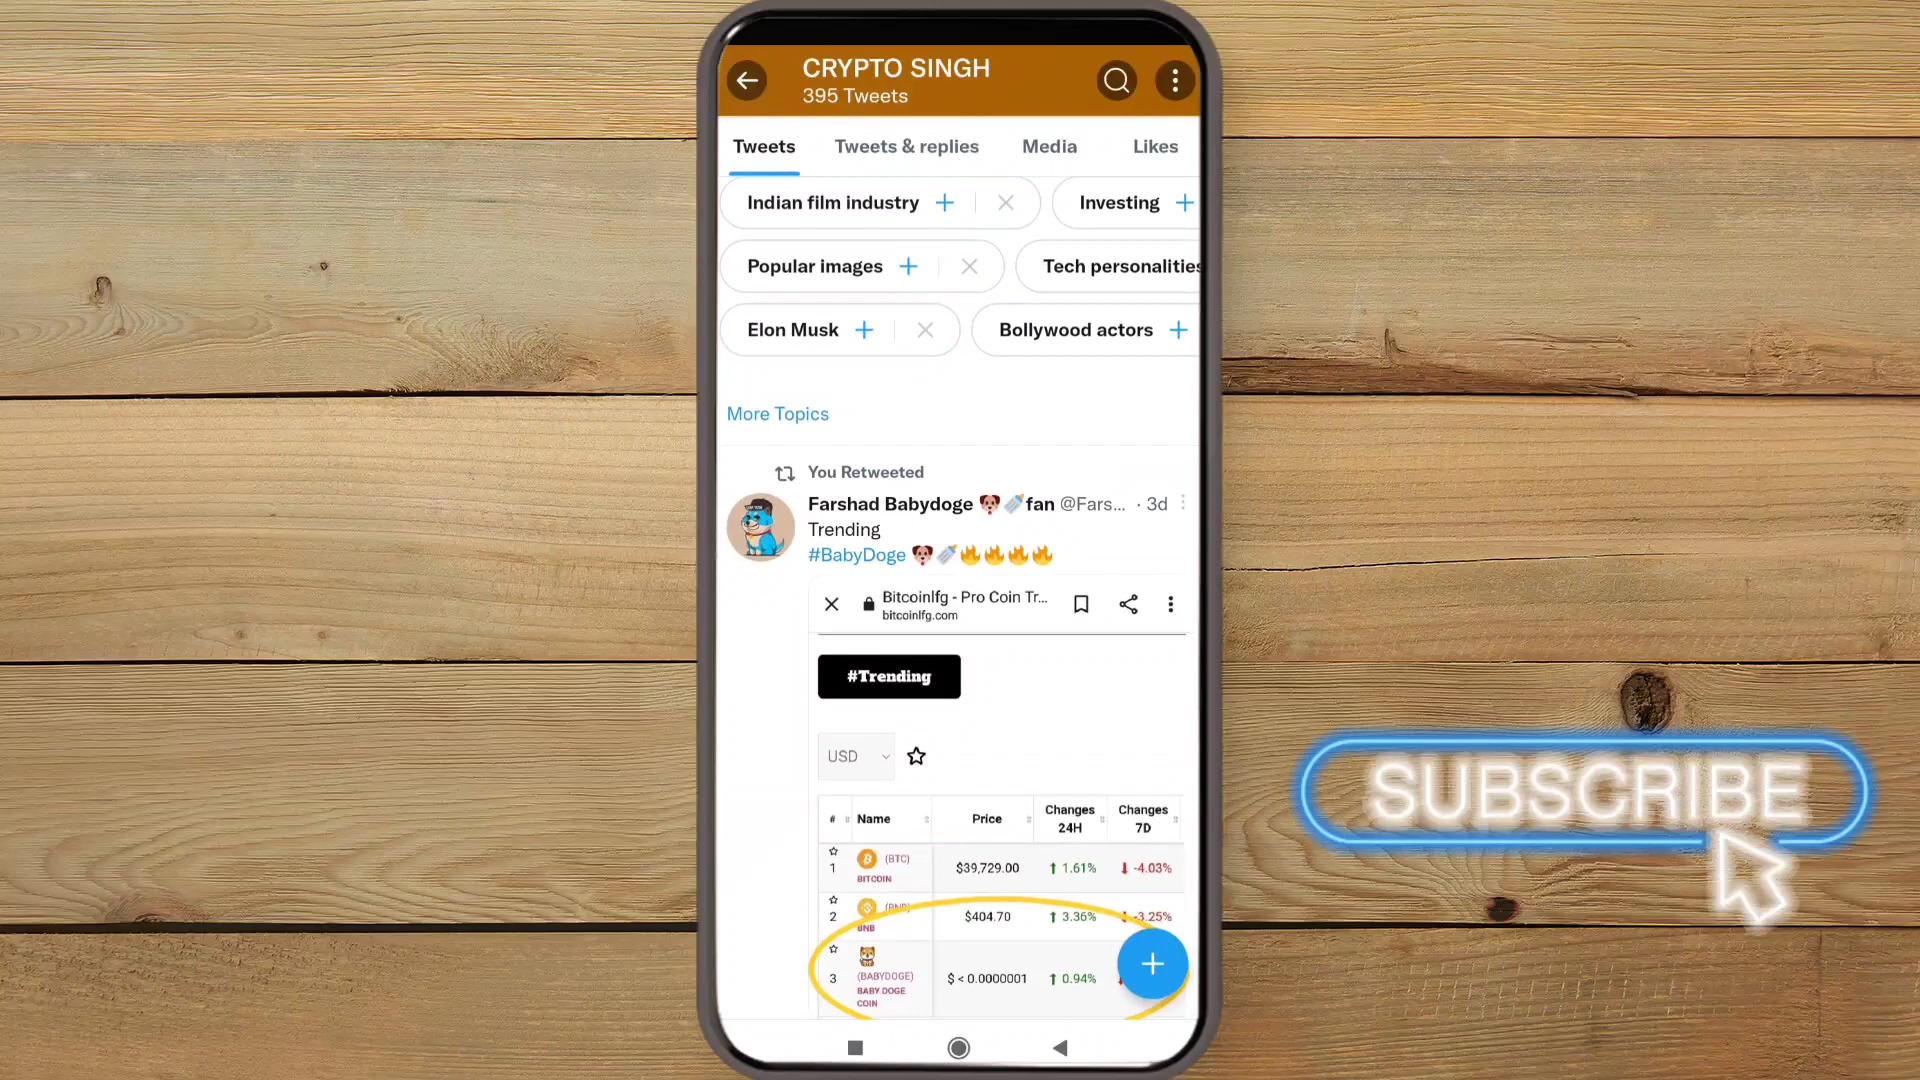 CRYPTO SINGH
395 Tweets
Tweets
Tweets & replies
Media
Likes
Indian film industry
Investing
Popular images
Tech personalities
Elon Musk
Bollywood actors
More Topics
You Retweeted
Farshad Babydoge 🐶🍼fan @Fars... · 3d
Trending
#BabyDoge 🐶🍼🔥🔥🔥🔥
Bitcoinlfg - Pro Coin Tr...
bitcoinlfg.com
#Trending
USD
# Name Price Changes 24H Changes 7D
1 (BTC) BITCOIN $39,729.00 1.61% -4.03%
2 (BNB) BNB $404.70 3.36% -3.25%
3 (BABYDOGE) BABY DOGE COIN $ < 0.0000001 0.94%
SUBSCRIBE